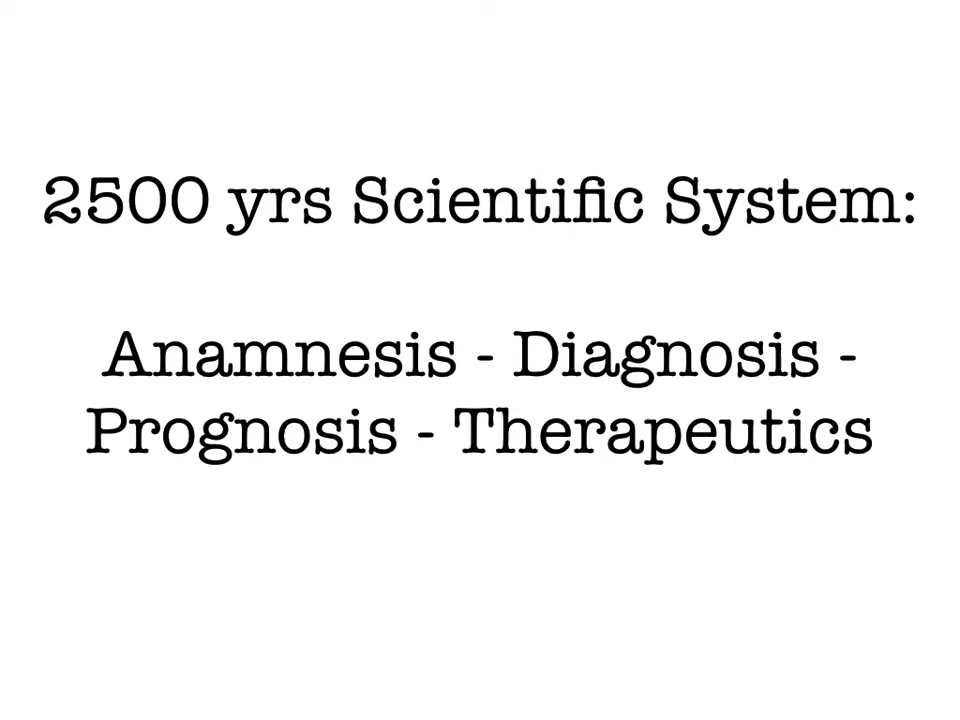 2500 yrs Scientific System:
Anamnesis - Diagnosis -
Prognosis - Therapeutics